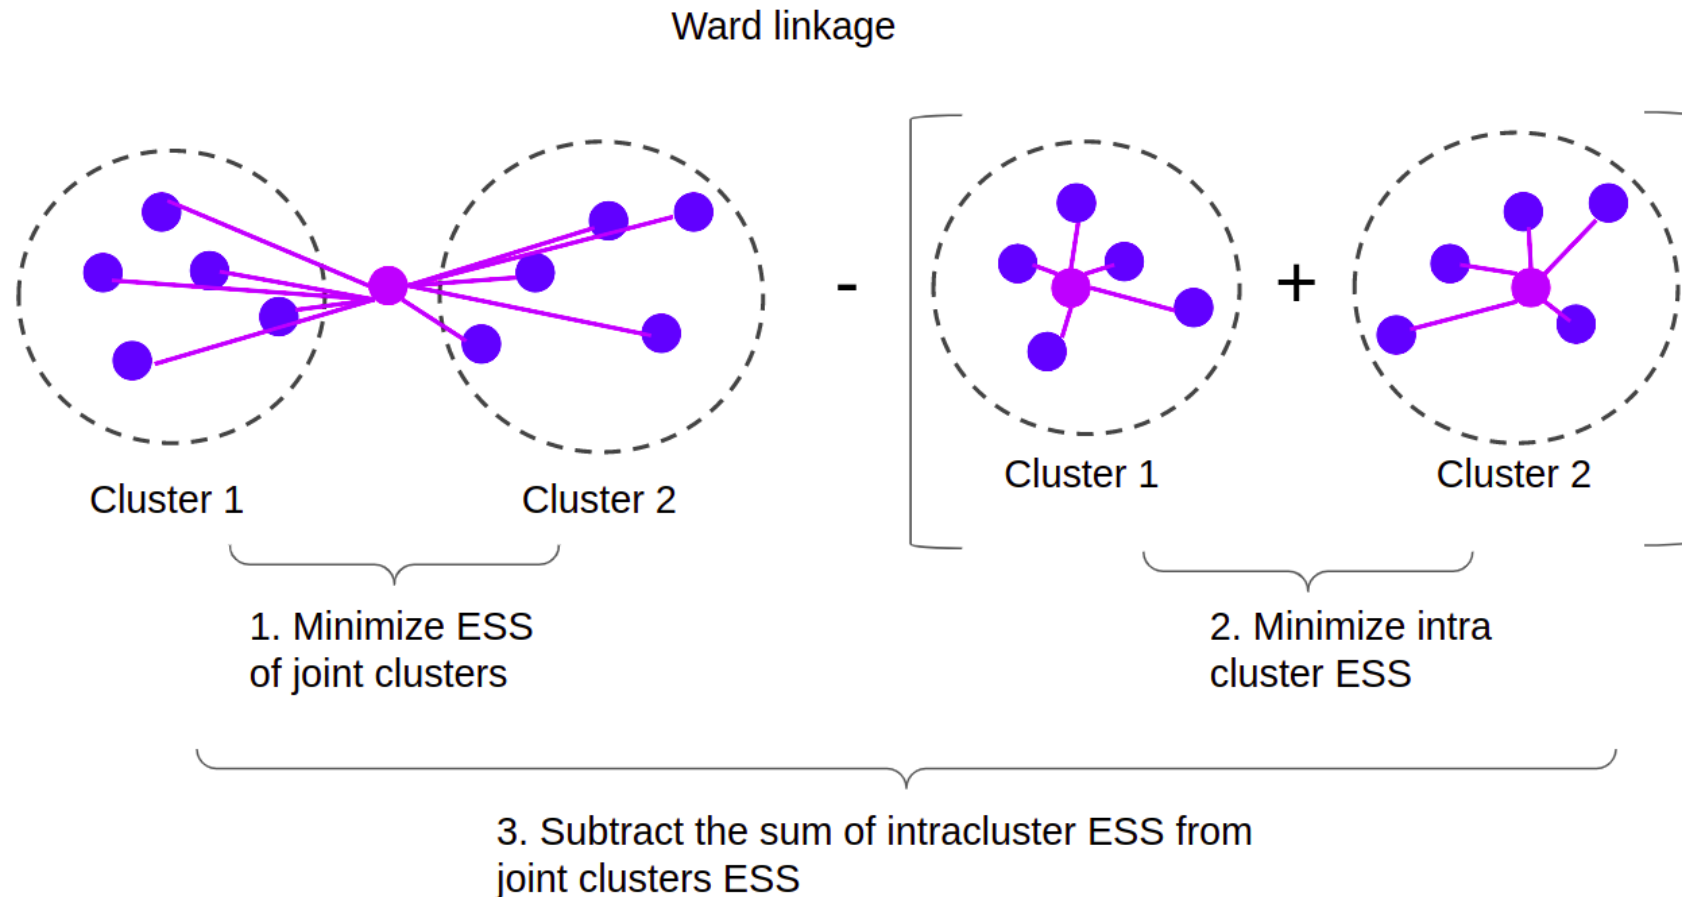 Ward linkage
-
+
Cluster 1
Cluster 2
Cluster 1
Cluster 2
1. Minimize ESS
of joint clusters
2. Minimize intra
cluster ESS
3. Subtract the sum of intracluster ESS from
joint clusters ESS